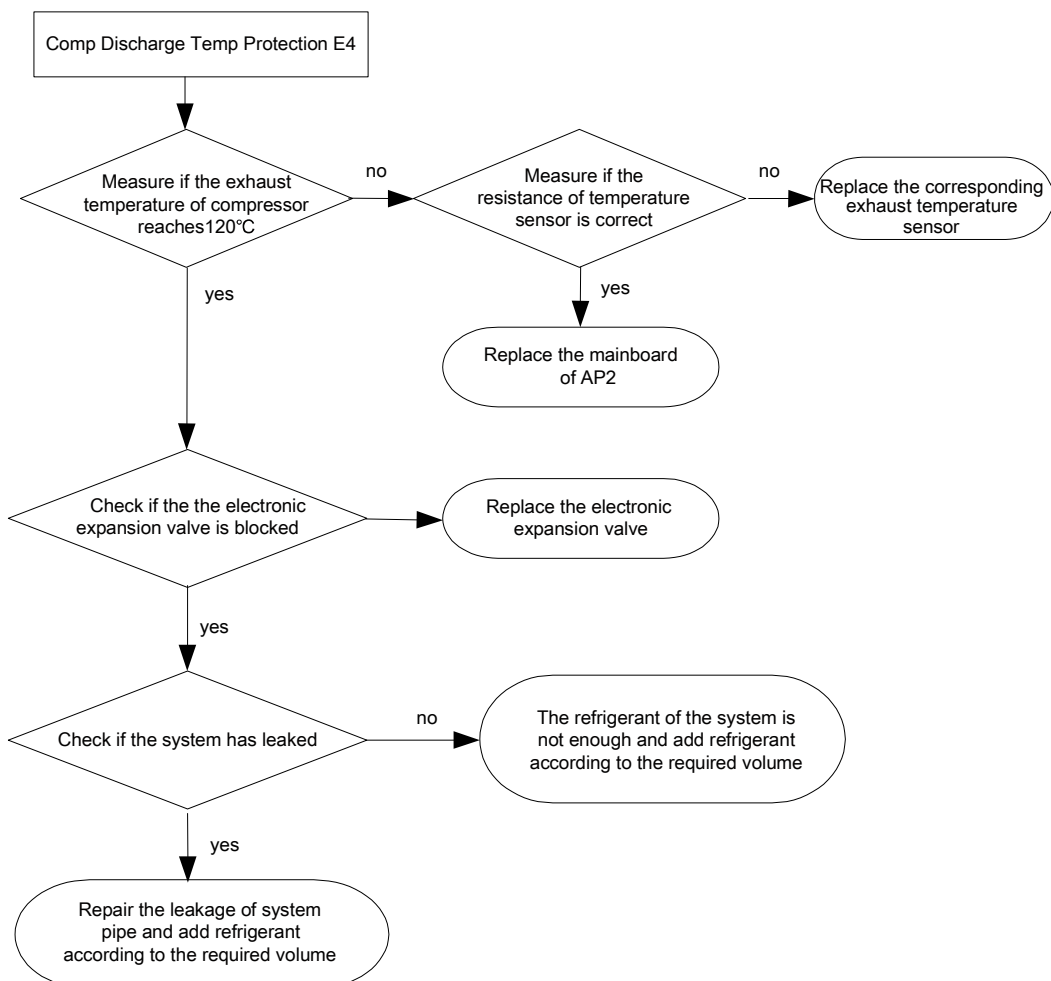 Comp Discharge Temp Protection E4
Measure if the exhaust
temperature of compressor
reaches120℃
no
Measure if the
resistance of temperature
sensor is correct
no
Replace the corresponding
exhaust temperature
sensor
yes
yes
Replace the mainboard
of AP2
Check if the the electronic
expansion valve is blocked
Replace the electronic
expansion valve
yes
Check if the system has leaked
no
The refrigerant of the system is
not enough and add refrigerant
according to the required volume
yes
Repair the leakage of system
pipe and add refrigerant
according to the required volume